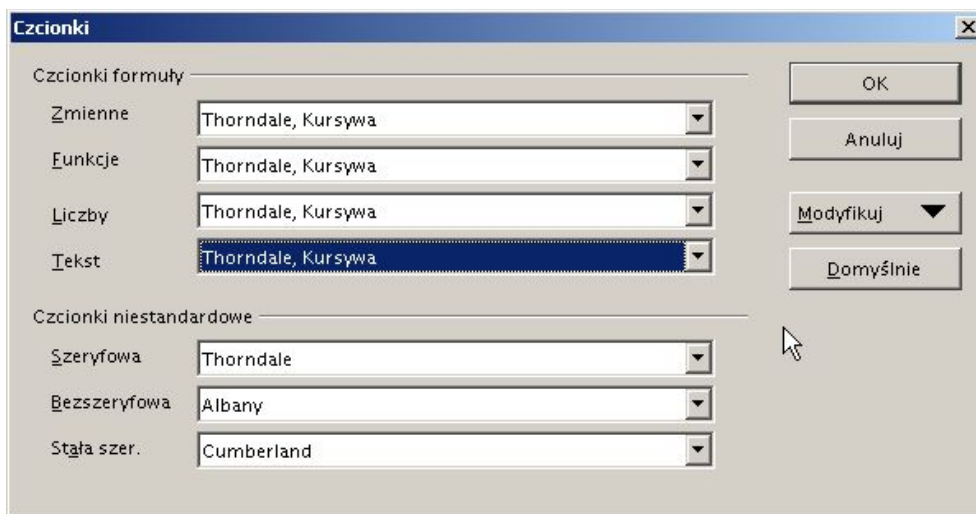 Czcionki
Czcionki formuły
Zmienne Thorndale, Kursywa
Funkcje Thorndale, Kursywa
Liczby Thorndale, Kursywa
Tekst Thorndale, Kursywa
Czcionki niestandardowe
Szeryfowa Thorndale
Bezszeryfowa Albany
Stała szer. Cumberland
OK
Anuluj
Modyfikuj
Domyślnie